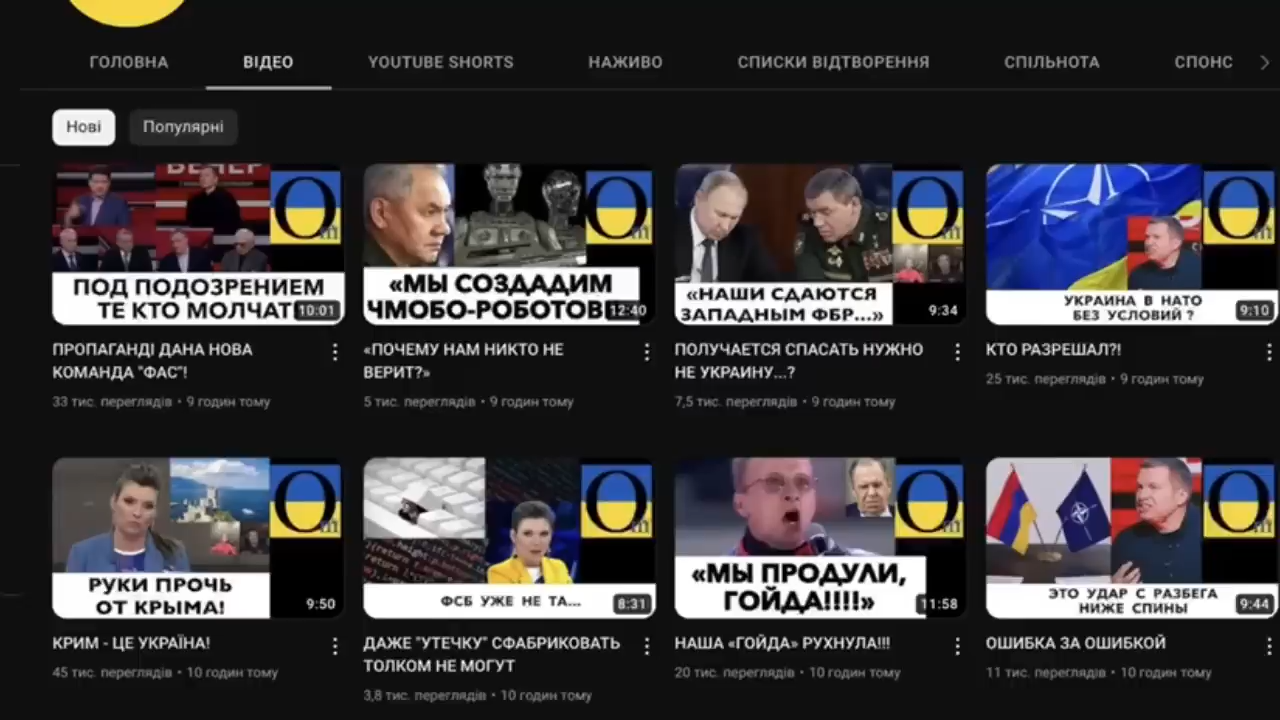 ГОЛОВНА ВІДЕО YOUTUBE SHORTS НАЖИВО СПИСКИ ВІДТВОРЕННЯ СПІЛЬНОТА СПОНС
Нові Популярні
ВЕЧЕР
ПОД ПОДОЗРЕНИЕМ
ТЕ КТО МОЛЧАТ
10:01
ПРОПАГАНДІ ДАНА НОВА
КОМАНДА "ФАС"!
33 тис. переглядів • 9 годин тому
«МЫ СОЗДАДИМ
ЧМОБО-РОБОТОВ
12:40
«ПОЧЕМУ НАМ НИКТО НЕ
ВЕРИТ?»
5 тис. переглядів • 9 годин тому
«НАШИ СДАЮТСЯ
ЗАПАДНЫМ ФБР...»
9:34
ПОЛУЧАЕТСЯ СПАСАТЬ НУЖНО
НЕ УКРАИНУ...?
7,5 тис. переглядів • 9 годин тому
УКРАИНА В НАТО
БЕЗ УСЛОВИЙ ?
9:10
КТО РАЗРЕШАЛ?!
25 тис. переглядів • 9 годин тому
РУКИ ПРОЧЬ
ОТ КРЫМА!
9:50
КРИМ - ЦЕ УКРАЇНА!
45 тис. переглядів • 10 годин тому
ФСБ УЖЕ НЕ ТА...
8:31
ДАЖЕ "УТЕЧКУ" СФАБРИКОВАТЬ
ТОЛКОМ НЕ МОГУТ
3,8 тис. переглядів • 10 годин тому
«МЫ ПРОДУЛИ,
ГОЙДА!!!!»
11:58
НАША «ГОЙДА» РУХНУЛА!!!
20 тис. переглядів • 10 годин тому
ЭТО УДАР С РАЗБЕГА
НИЖЕ СПИНЫ
9:44
ОШИБКА ЗА ОШИБКОЙ
11 тис. переглядів • 10 годин тому